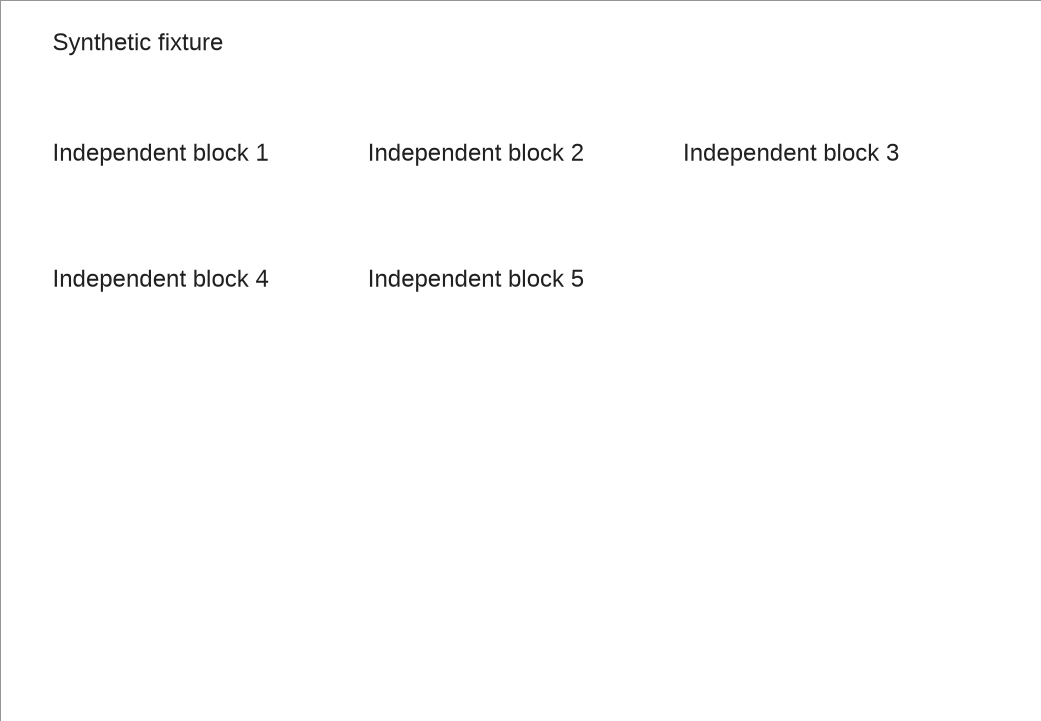 Synthetic fixture
Independent block 1
Independent block 2
Independent block 3
Independent block 4
Independent block 5